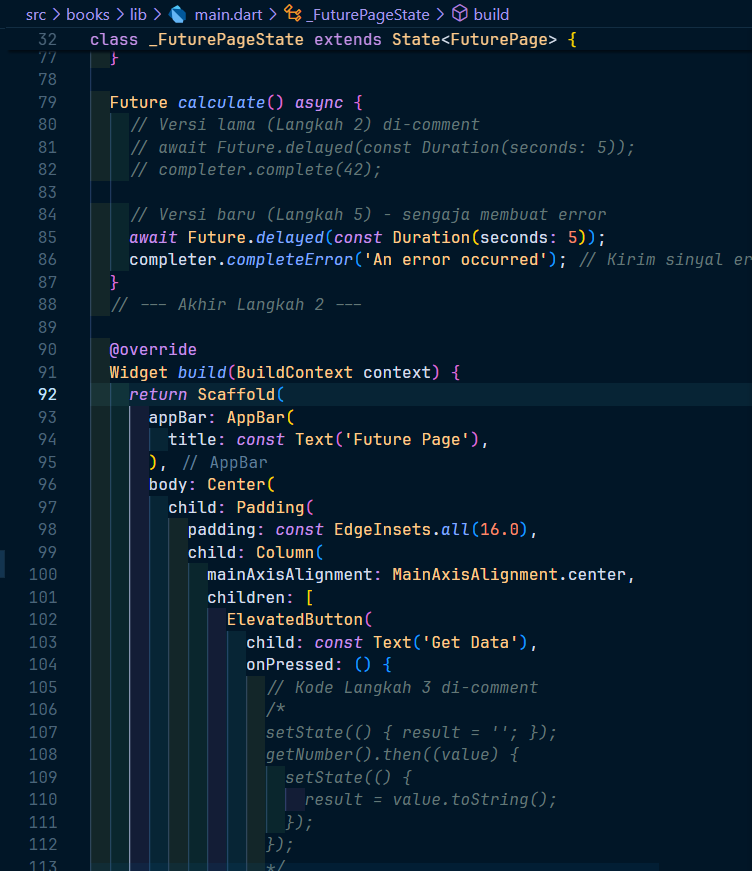 src > books > lib > main.dart > _FuturePageState > build
32 class _FuturePageState extends State<FuturePage> {
77 }
78
79 Future calculate() async {
80 // Versi lama (Langkah 2) di-comment
81 // await Future.delayed(const Duration(seconds: 5));
82 // completer.complete(42);
83
84 // Versi baru (Langkah 5) - sengaja membuat error
85 await Future.delayed(const Duration(seconds: 5));
86 completer.completeError('An error occurred'); // Kirim sinyal er
87 }
88 // --- Akhir Langkah 2 ---
89
90 @override
91 Widget build(BuildContext context) {
92 return Scaffold(
93 appBar: AppBar(
94 title: const Text('Future Page'),
95 ), // AppBar
96 body: Center(
97 child: Padding(
98 padding: const EdgeInsets.all(16.0),
99 child: Column(
100 mainAxisAlignment: MainAxisAlignment.center,
101 children: [
102 ElevatedButton(
103 child: const Text('Get Data'),
104 onPressed: () {
105 // Kode Langkah 3 di-comment
106 /*
107 setState(() { result = ''; });
108 getNumber().then((value) {
109 setState(() {
110 result = value.toString();
111 });
112 });
113 */